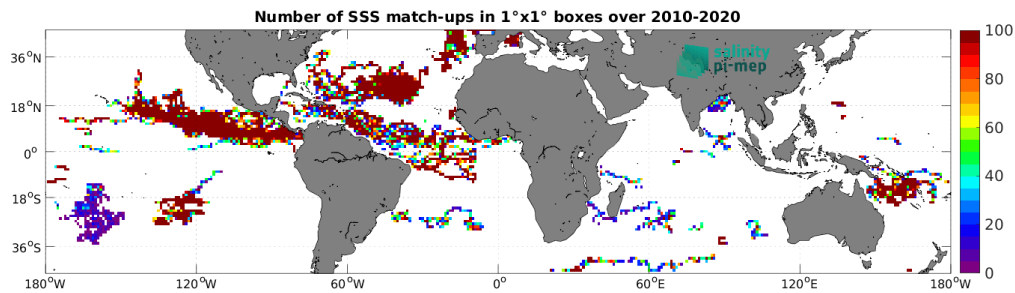 Number of SSS match-ups in 1°x1° boxes over 2010-2020
salinity
pi-mep
36°N
18°N
0°
18°S
36°S
180°W 120°W 60°W 0° 60°E 120°E 180°W
100
80
60
40
20
0